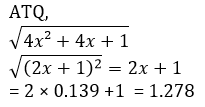 ATQ,
√4x² + 4x + 1
√(2x + 1)² = 2x + 1
= 2 × 0.139 +1 = 1.278